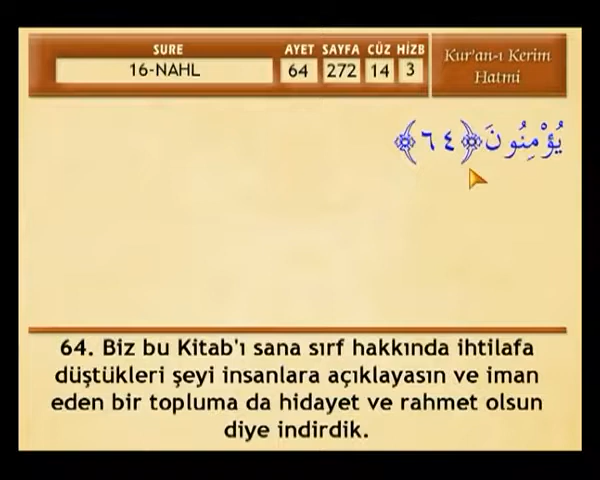 SURE AYET SAYFA CÜZ HİZB
16-NAHL 64 272 14 3
Kur'an-ı Kerim
Hatmi
يُؤْمِنُونَ ﴿٦٤﴾
64. Biz bu Kitab'ı sana sırf hakkında ihtilafa
düştükleri şeyi insanlara açıklayasın ve iman
eden bir topluma da hidayet ve rahmet olsun
diye indirdik.